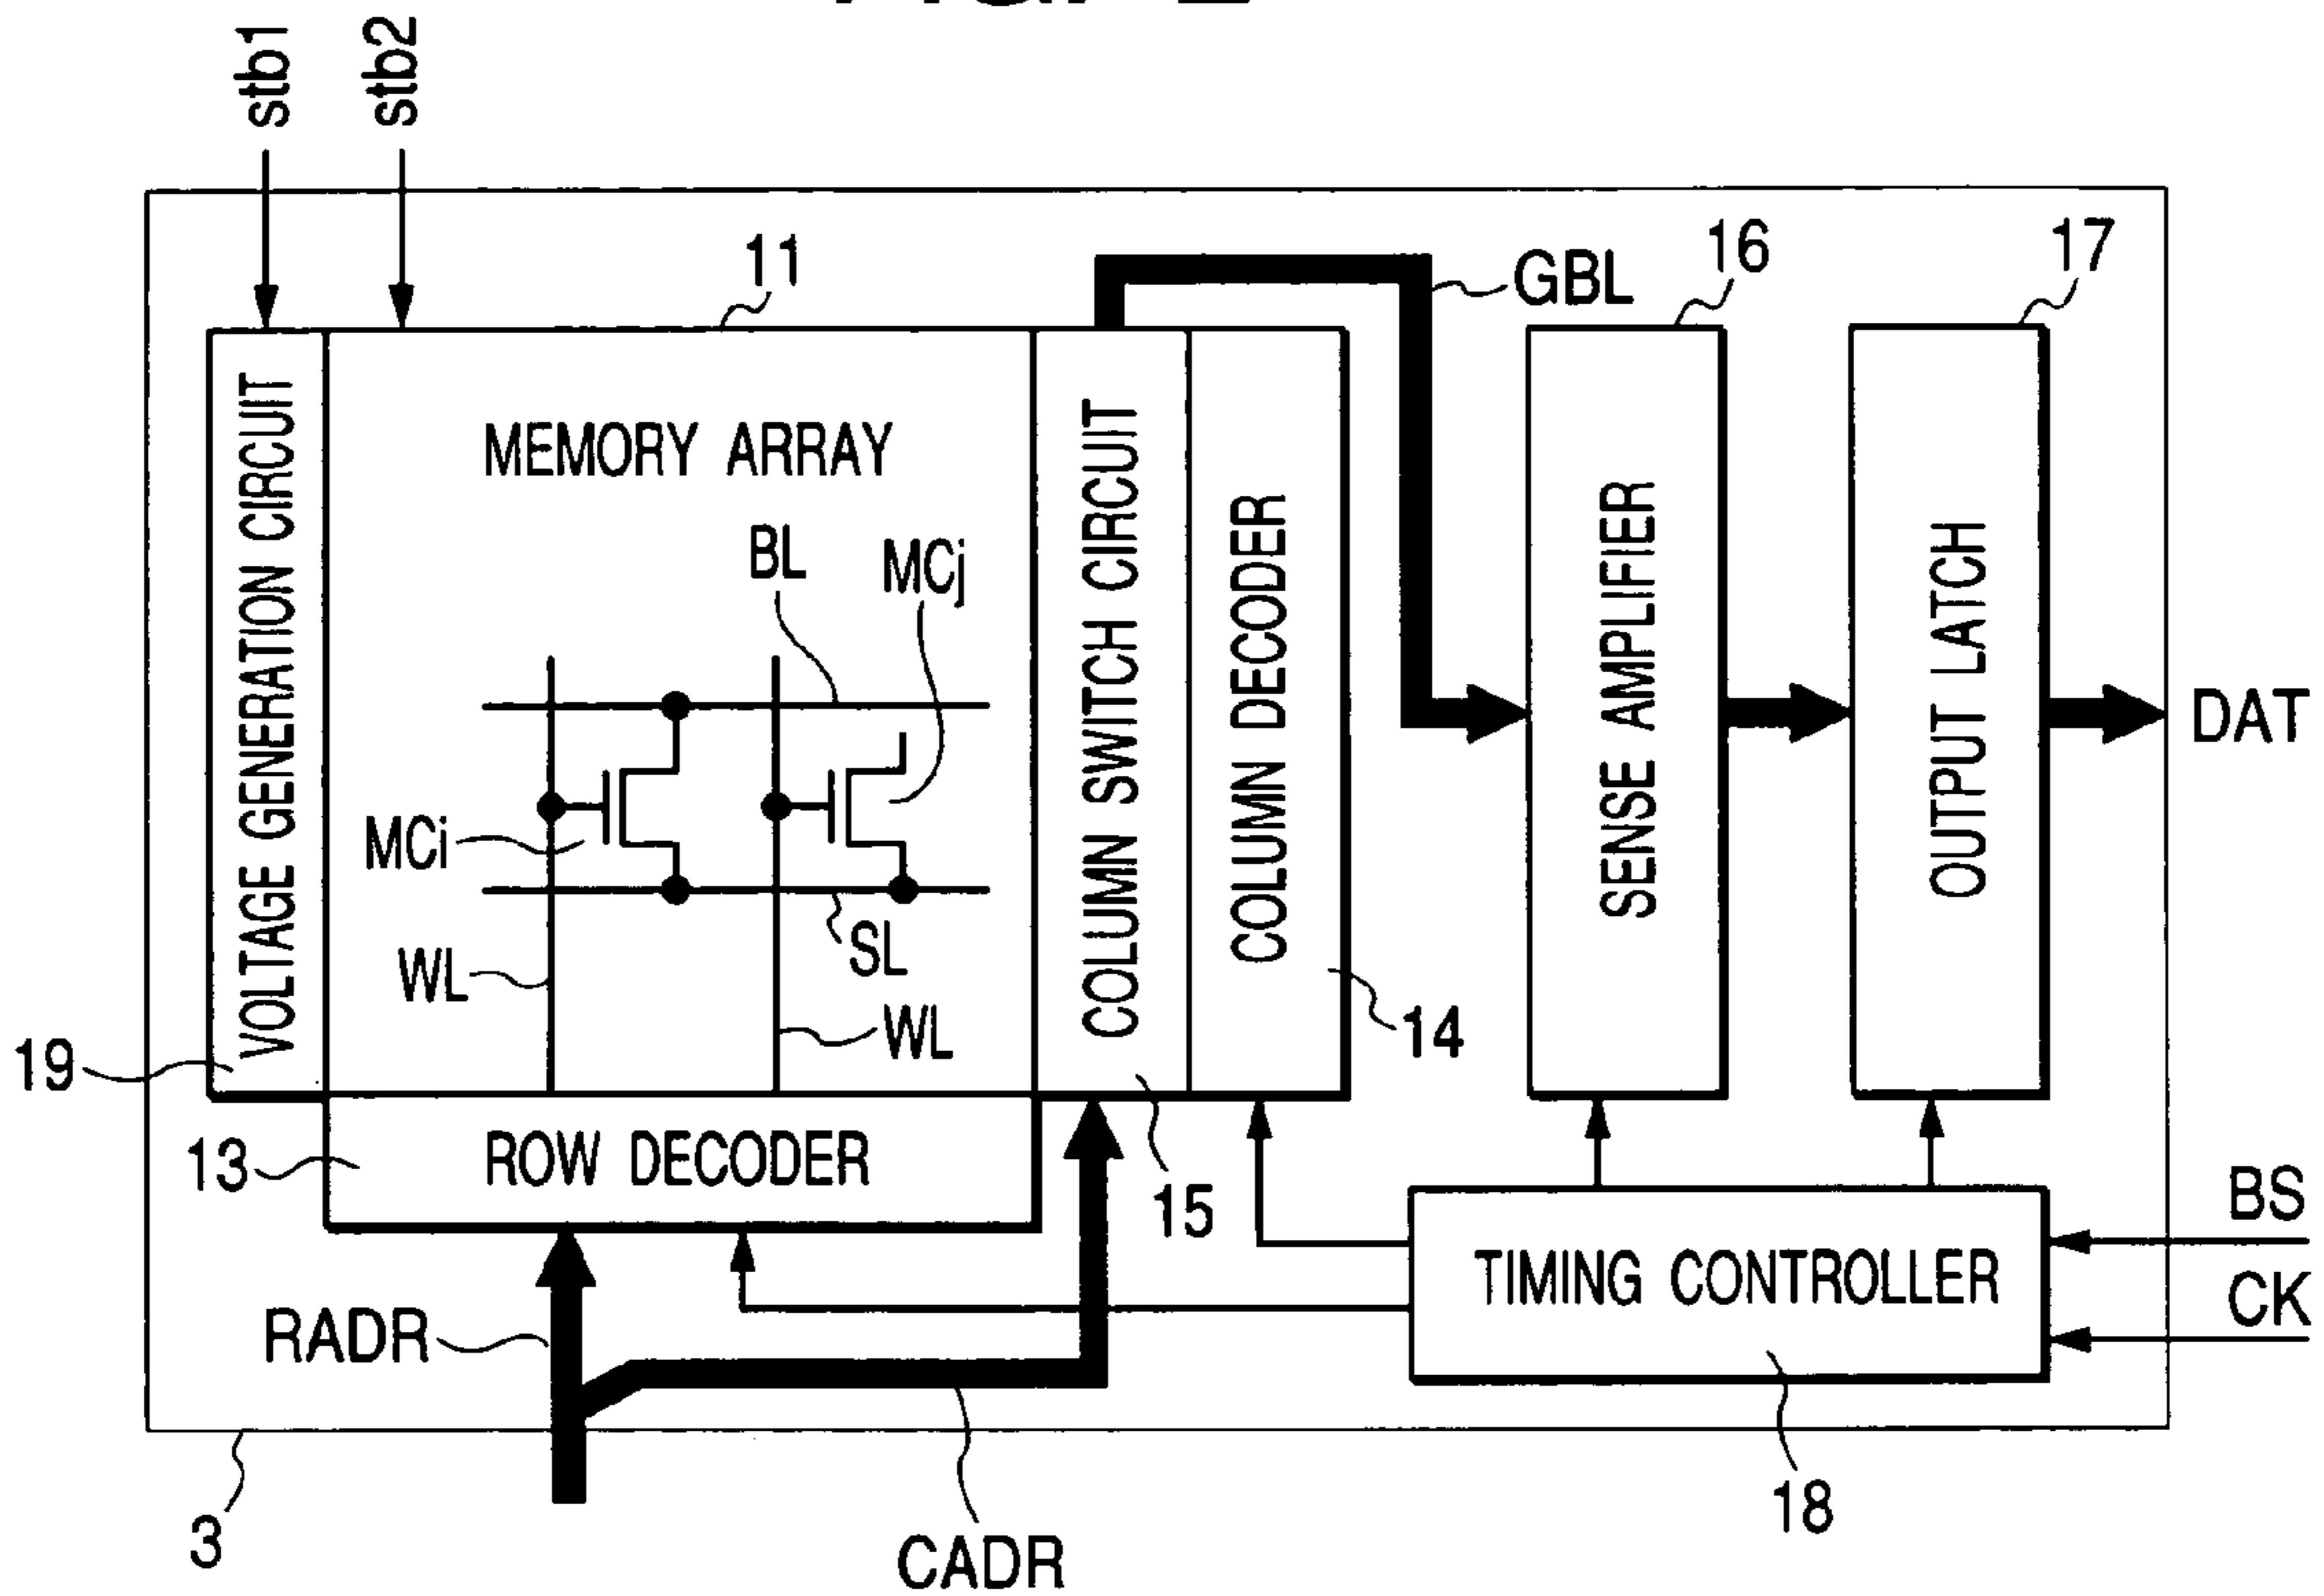 stb1
stb2
11
GBL
16
17
VOLTAGE GENERATION CIRCUIT
MEMORY ARRAY
COLUMN SWITCH CIRCUIT
COLUMN DECODER
SENSE AMPLIFIER
OUTPUT LATCH
BL
MCj
DAT
MCi
SL
WL
WL
14
19
13
ROW DECODER
15
BS
TIMING CONTROLLER
CK
RADR
18
3
CADR